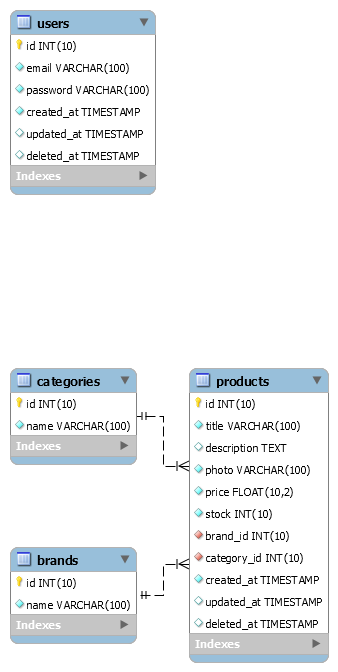 users
id INT(10)
email VARCHAR(100)
password VARCHAR(100)
created_at TIMESTAMP
updated_at TIMESTAMP
deleted_at TIMESTAMP
Indexes
categories
id INT(10)
name VARCHAR(100)
Indexes
products
id INT(10)
title VARCHAR(100)
description TEXT
photo VARCHAR(100)
price FLOAT(10,2)
stock INT(10)
brand_id INT(10)
category_id INT(10)
created_at TIMESTAMP
updated_at TIMESTAMP
deleted_at TIMESTAMP
Indexes
brands
id INT(10)
name VARCHAR(100)
Indexes